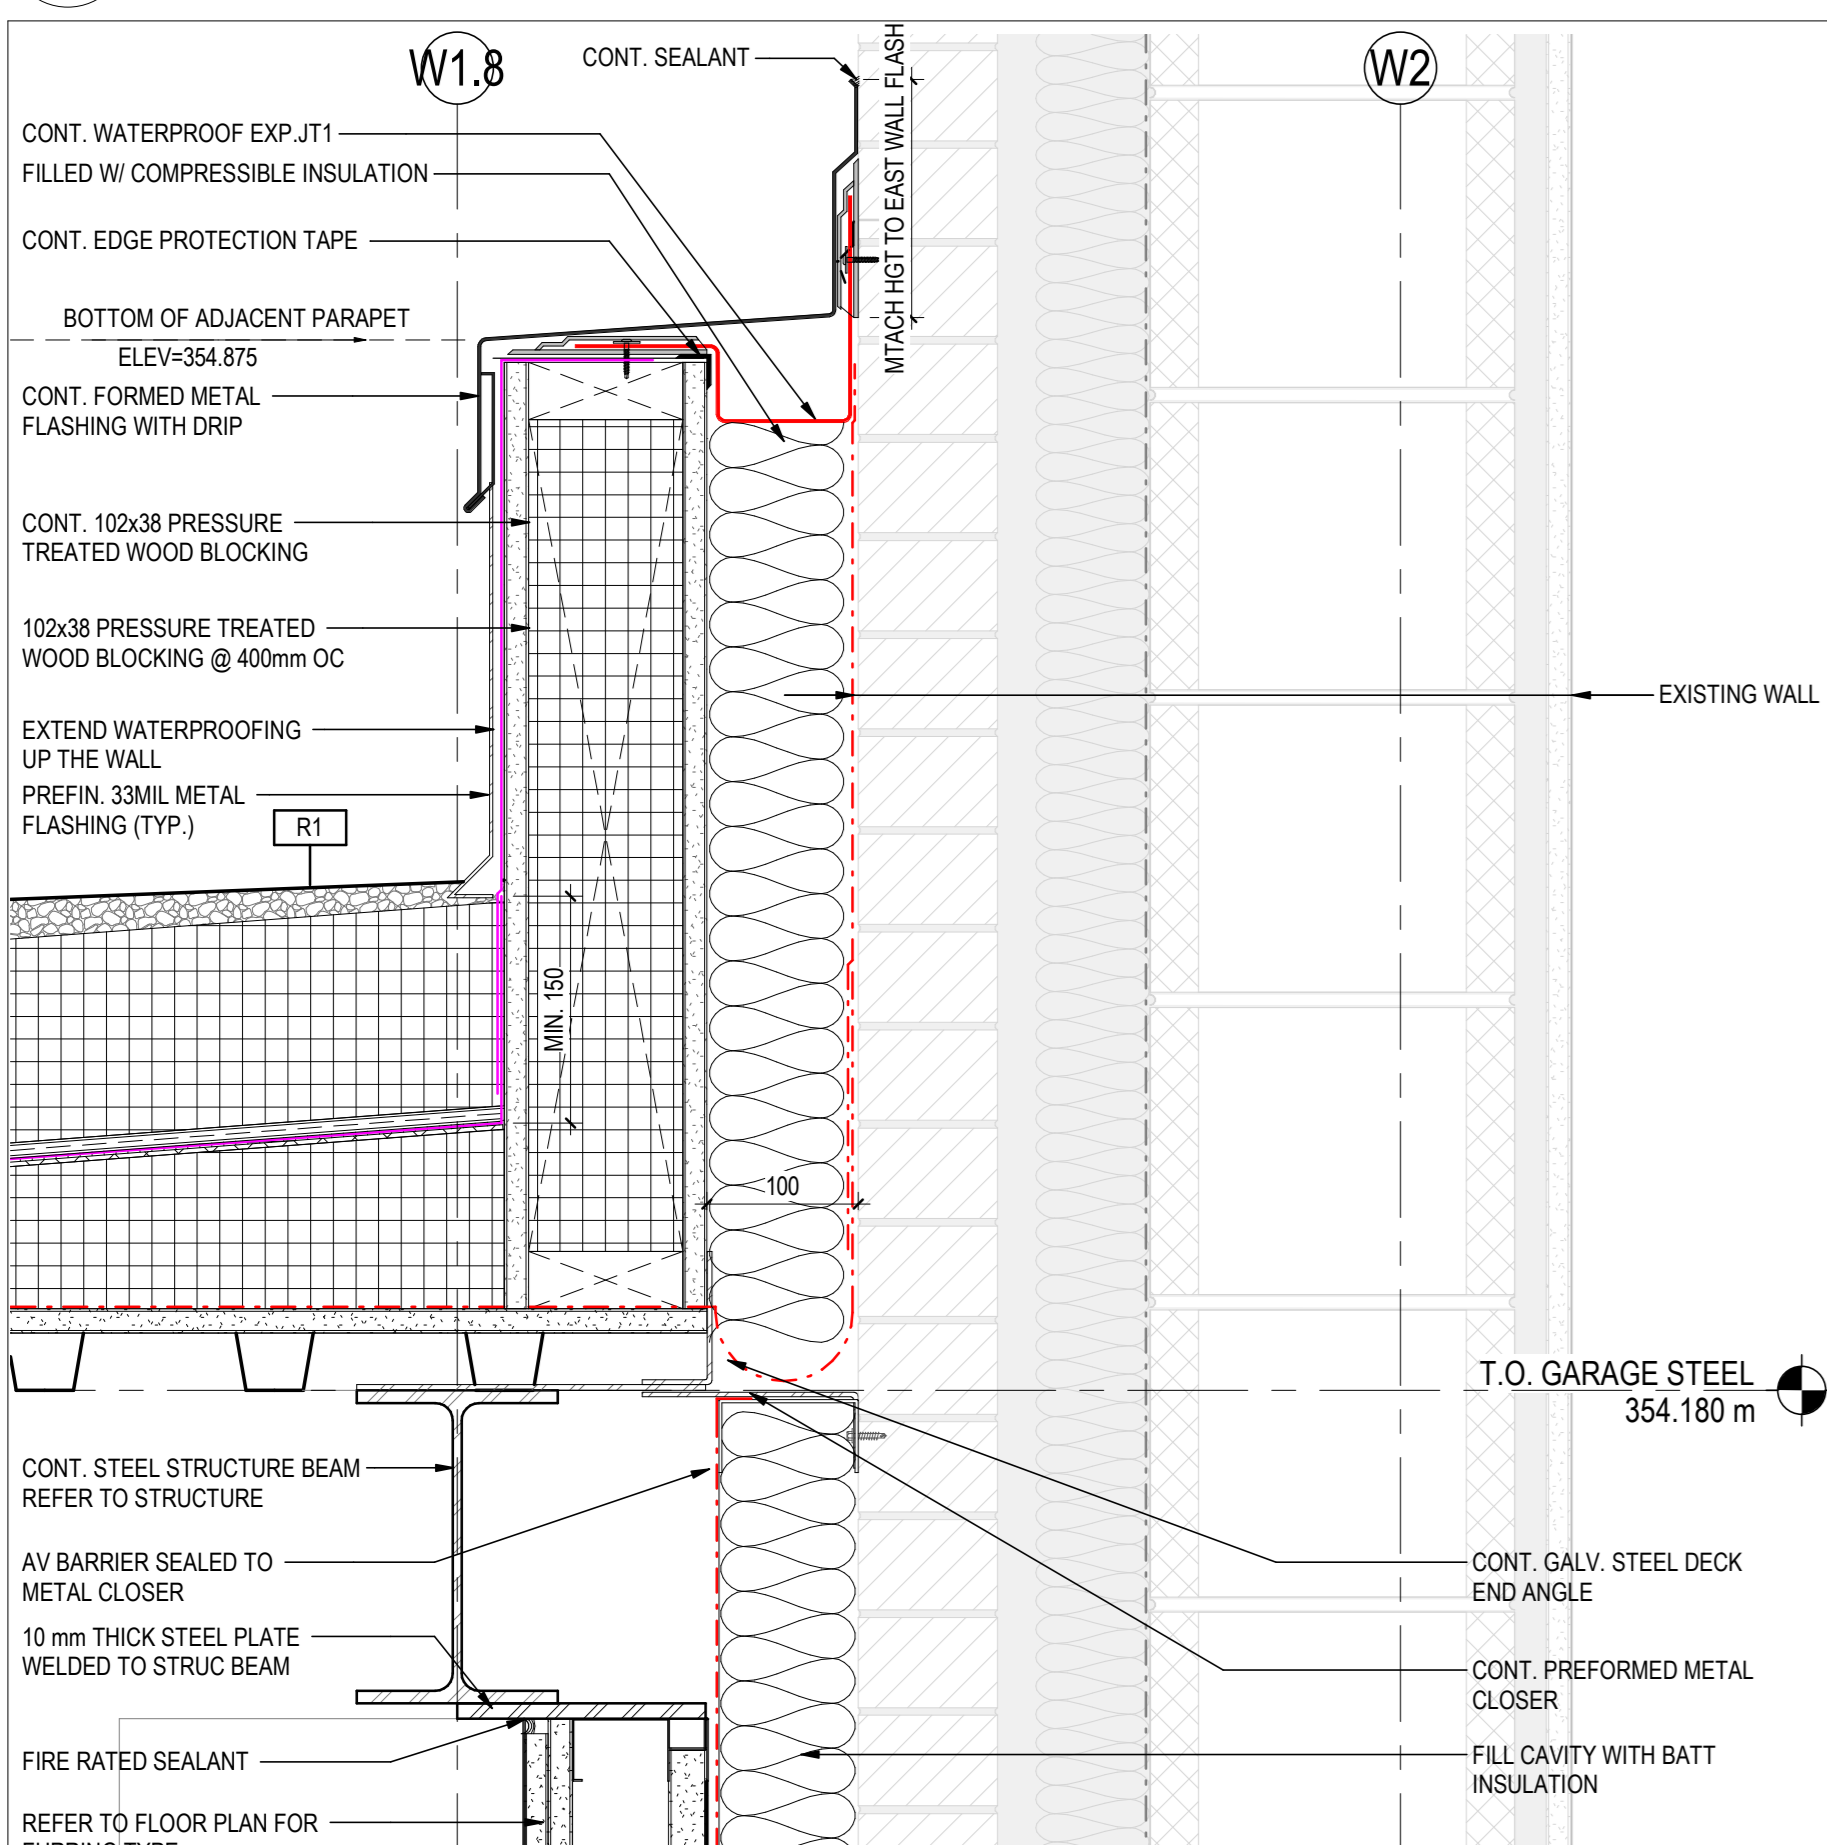 W1.8
CONT. SEALANT
W2
MTACH HGT TO EAST WALL FLASH
CONT. WATERPROOF EXP.JT1
FILLED W/ COMPRESSIBLE INSULATION
CONT. EDGE PROTECTION TAPE
BOTTOM OF ADJACENT PARAPET
ELEV=354.875
CONT. FORMED METAL
FLASHING WITH DRIP
CONT. 102x38 PRESSURE
TREATED WOOD BLOCKING
102x38 PRESSURE TREATED
WOOD BLOCKING @ 400mm OC
EXISTING WALL
EXTEND WATERPROOFING
UP THE WALL
PREFIN. 33MIL METAL
FLASHING (TYP.)
R1
MIN. 150
100
T.O. GARAGE STEEL
354.180 m
CONT. STEEL STRUCTURE BEAM
REFER TO STRUCTURE
AV BARRIER SEALED TO
METAL CLOSER
10 mm THICK STEEL PLATE
WELDED TO STRUC BEAM
FIRE RATED SEALANT
REFER TO FLOOR PLAN FOR
CONT. GALV. STEEL DECK
END ANGLE
CONT. PREFORMED METAL
CLOSER
FILL CAVITY WITH BATT
INSULATION